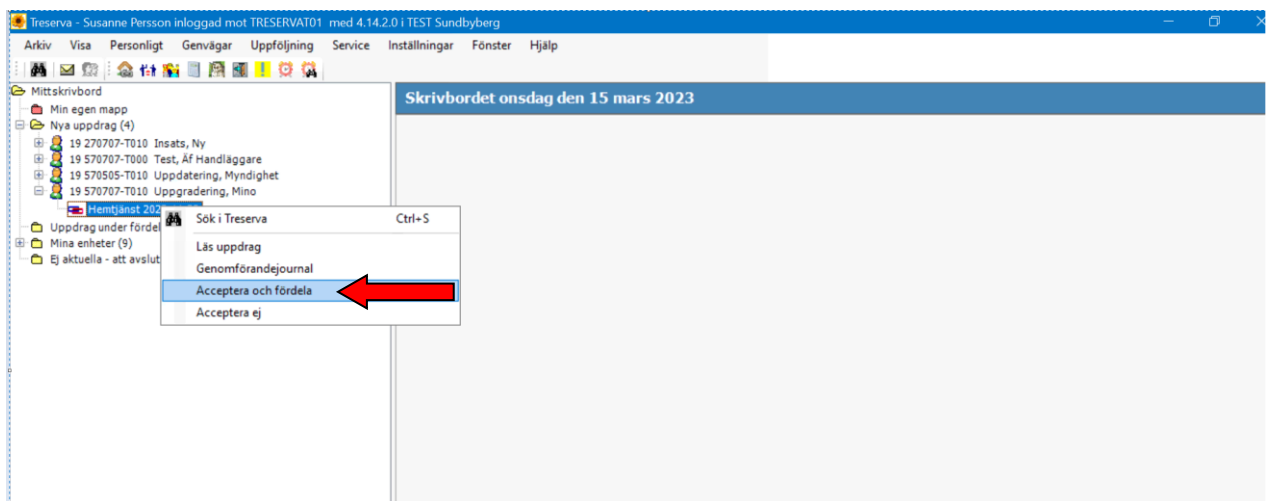 Treserva - Susanne Persson inloggad mot TRESERVAT01 med 4.14.2.0 i TEST Sundbyberg
Arkiv Visa Personligt Genvägar Uppföljning Service Inställningar Fönster Hjälp
Mitt skrivbord
Min egen mapp
Nya uppdrag (4)
19 270707-T010 Insats, Ny
19 570707-T000 Test, Äf Handläggare
19 570505-T010 Uppdatering, Myndighet
19 570707-T010 Uppgradering, Mino
Hemtjänst
Uppdrag under
Mina enheter (9)
Ej aktuella - att
Skrivbordet onsdag den 15 mars 2023
Sök i Treserva Ctrl+S
Läs uppdrag
Genomförandejournal
Acceptera och fördela
Acceptera ej